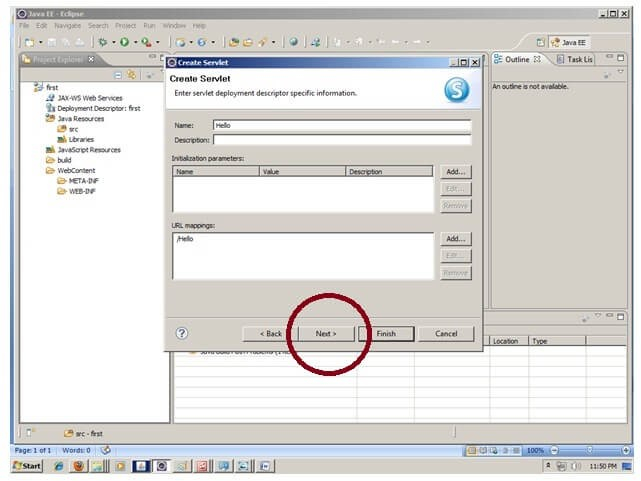 Java EE - Eclipse
File Edit Navigate Search Project Run Window Help
Java EE
Project Explorer
Outline
Task Lis
An outline is not available.
first
JAX-WS Web Services
Deployment Descriptor: first
Java Resources
src
Libraries
JavaScript Resources
build
WebContent
META-INF
WEB-INF
Create Servlet
Create Servlet
Enter servlet deployment descriptor specific information.
Name: Hello
Description:
Initialization parameters:
Name Value Description
Add...
Edit...
Remove
URL mappings:
/Hello
Add...
Edit...
Remove
< Back Next > Finish Cancel
Location Type
src - first
Page: 1 of 1 Words: 0 100%
Start 11:50 PM